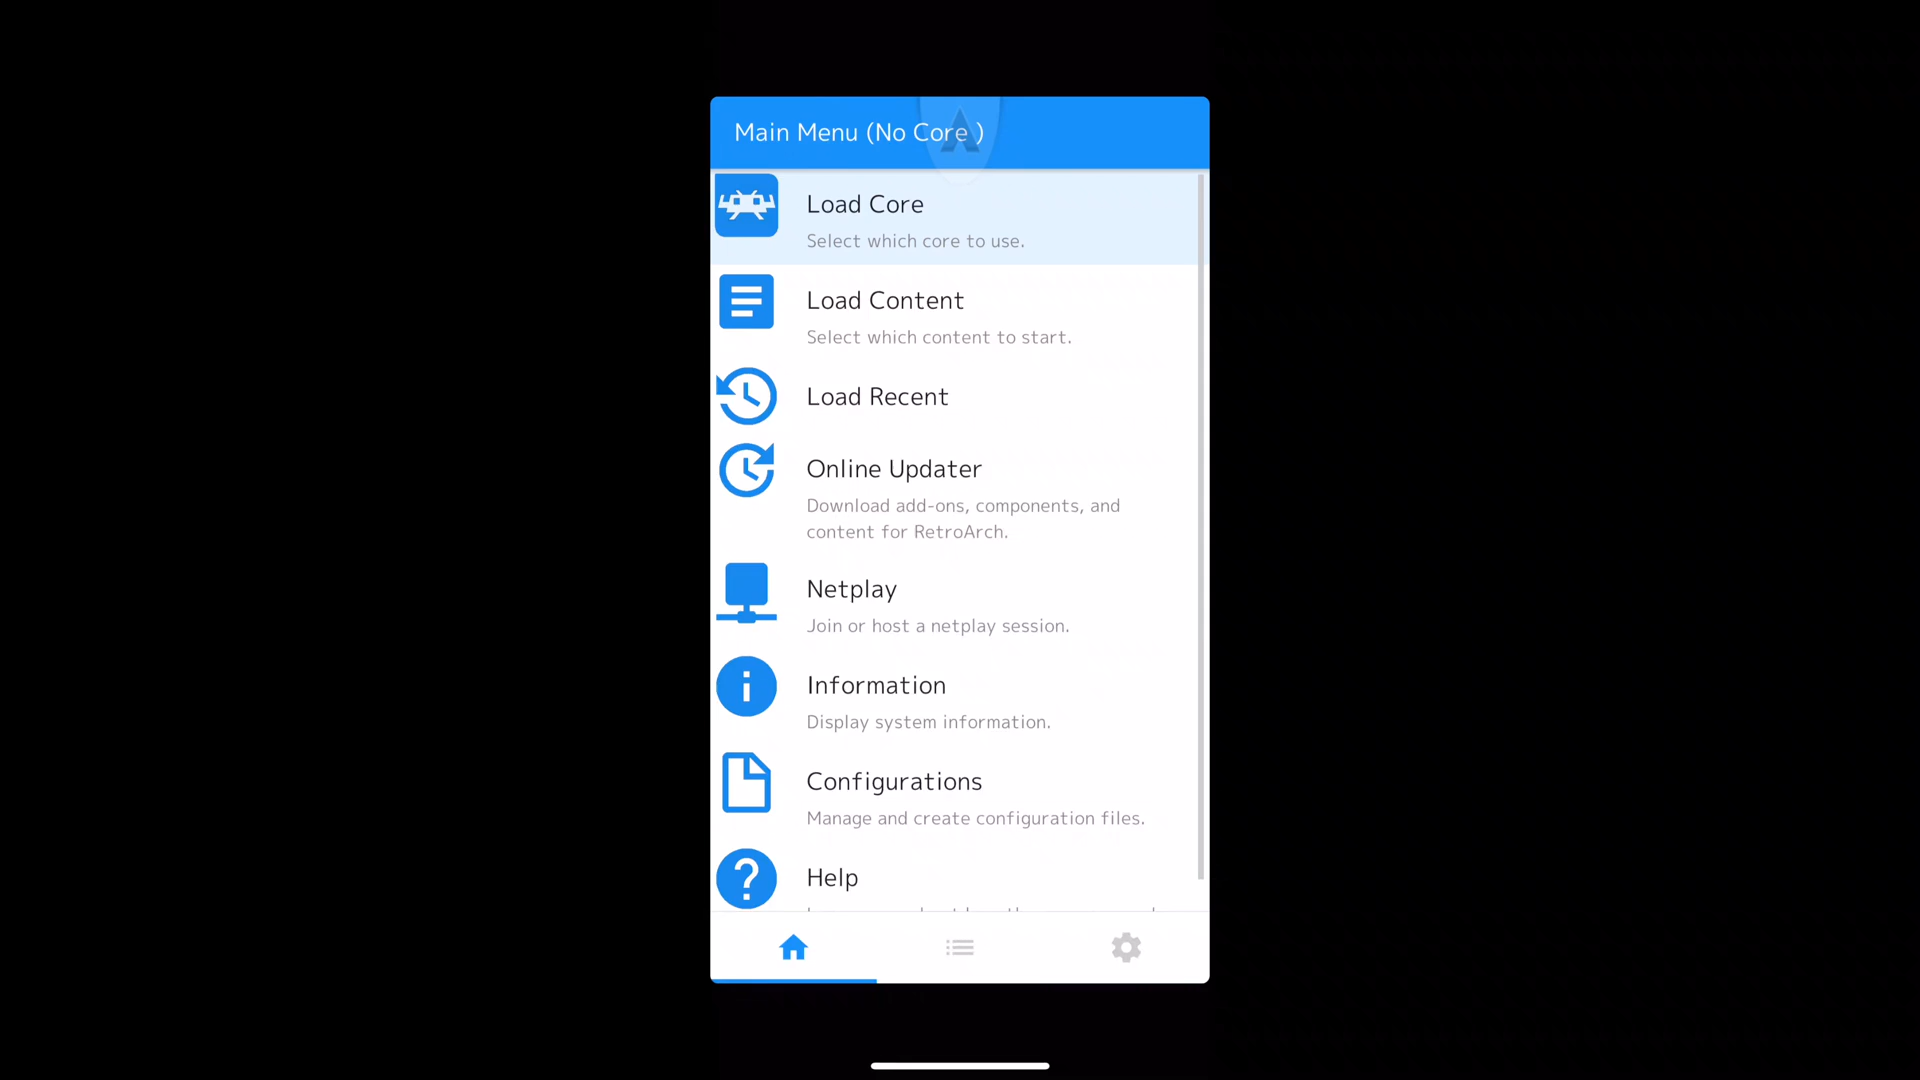 Main Menu (No Core )
Load Core
Select which core to use.
Load Content
Select which content to start.
Load Recent
Online Updater
Download add-ons, components, and
content for RetroArch.
Netplay
Join or host a netplay session.
Information
Display system information.
Configurations
Manage and create configuration files.
Help